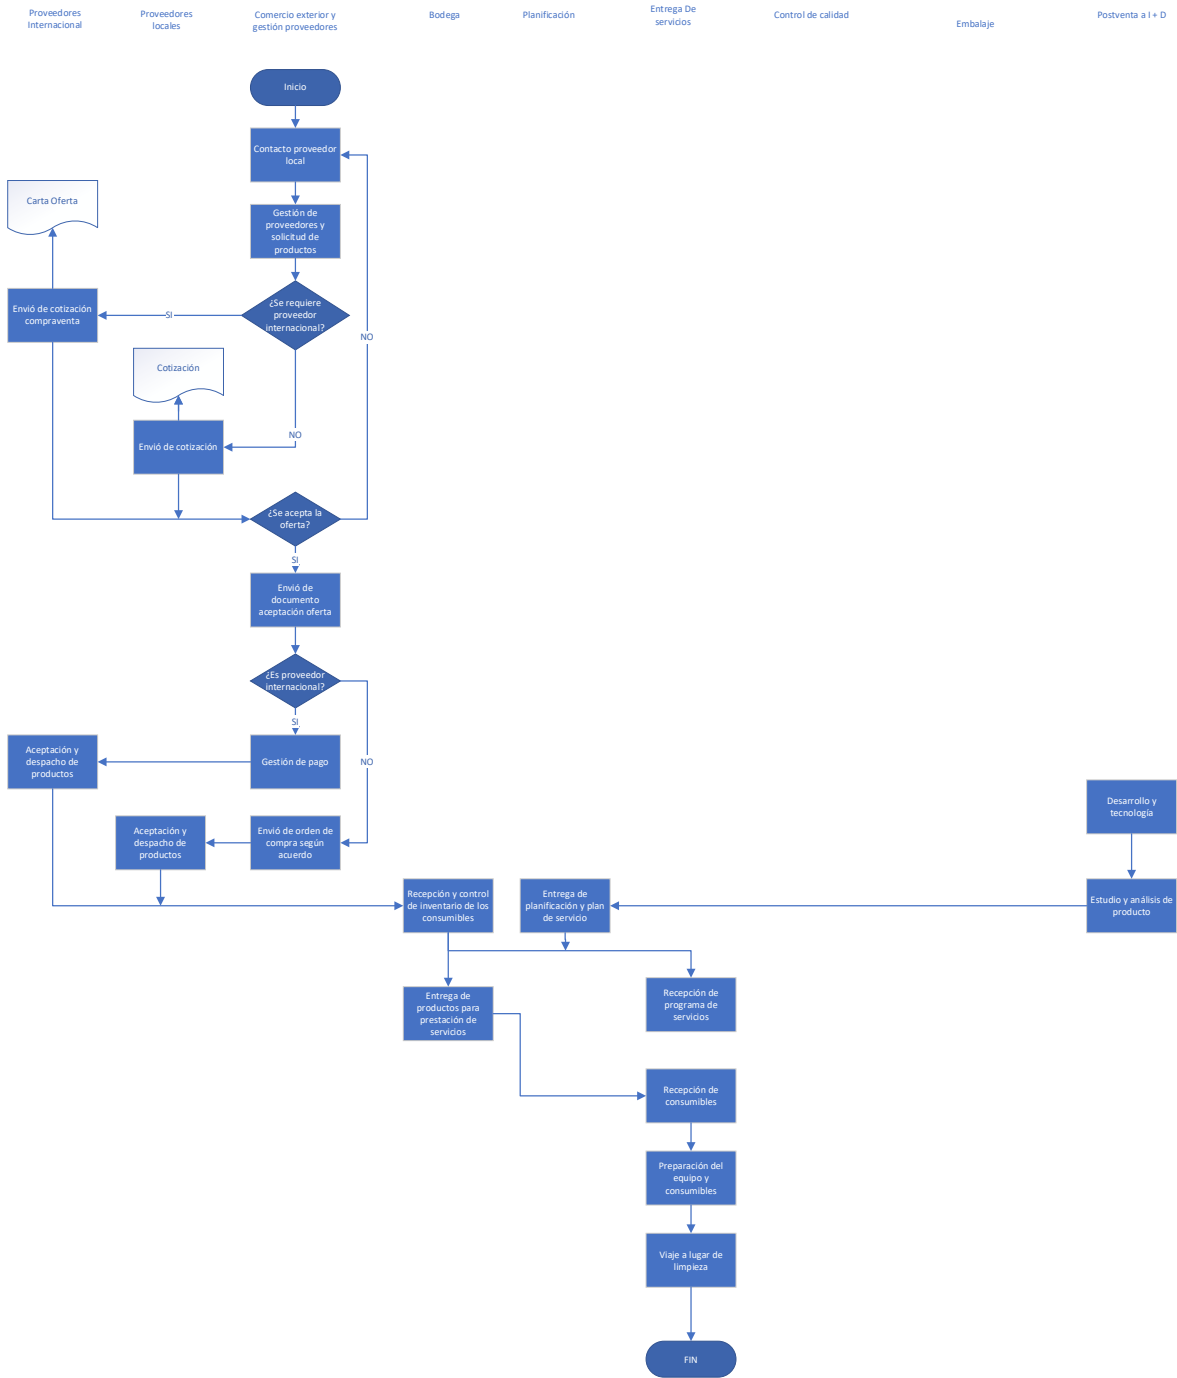 Proveedores
Internacional
Proveedores
locales
Comercio exterior y
gestión proveedores
Bodega
Planificación
Entrega De
servicios
Control de calidad
Embalaje
Postventa a I + D
Inicio
Contacto proveedor
local
Carta Oferta
Gestión de
proveedores y
solicitud de
productos
¿Se requiere
proveedor
internacional?
SI
Envió de cotización
compraventa
NO
Cotización
NO
Envió de cotización
¿Se acepta la
oferta?
SI
Envió de
documento
aceptación oferta
¿Es proveedor
internacional?
SI
Aceptación y
despacho de
productos
Gestión de pago
NO
Desarrollo y
tecnología
Aceptación y
despacho de
productos
Envió de orden de
compra según
acuerdo
Recepción y control
de inventario de los
consumibles
Entrega de
planificación y plan
de servicio
Estudio y análisis de
producto
Entrega de
productos para
prestación de
servicios
Recepción de
programa de
servicios
Recepción de
consumibles
Preparación del
equipo y
consumibles
Viaje a lugar de
limpieza
FIN